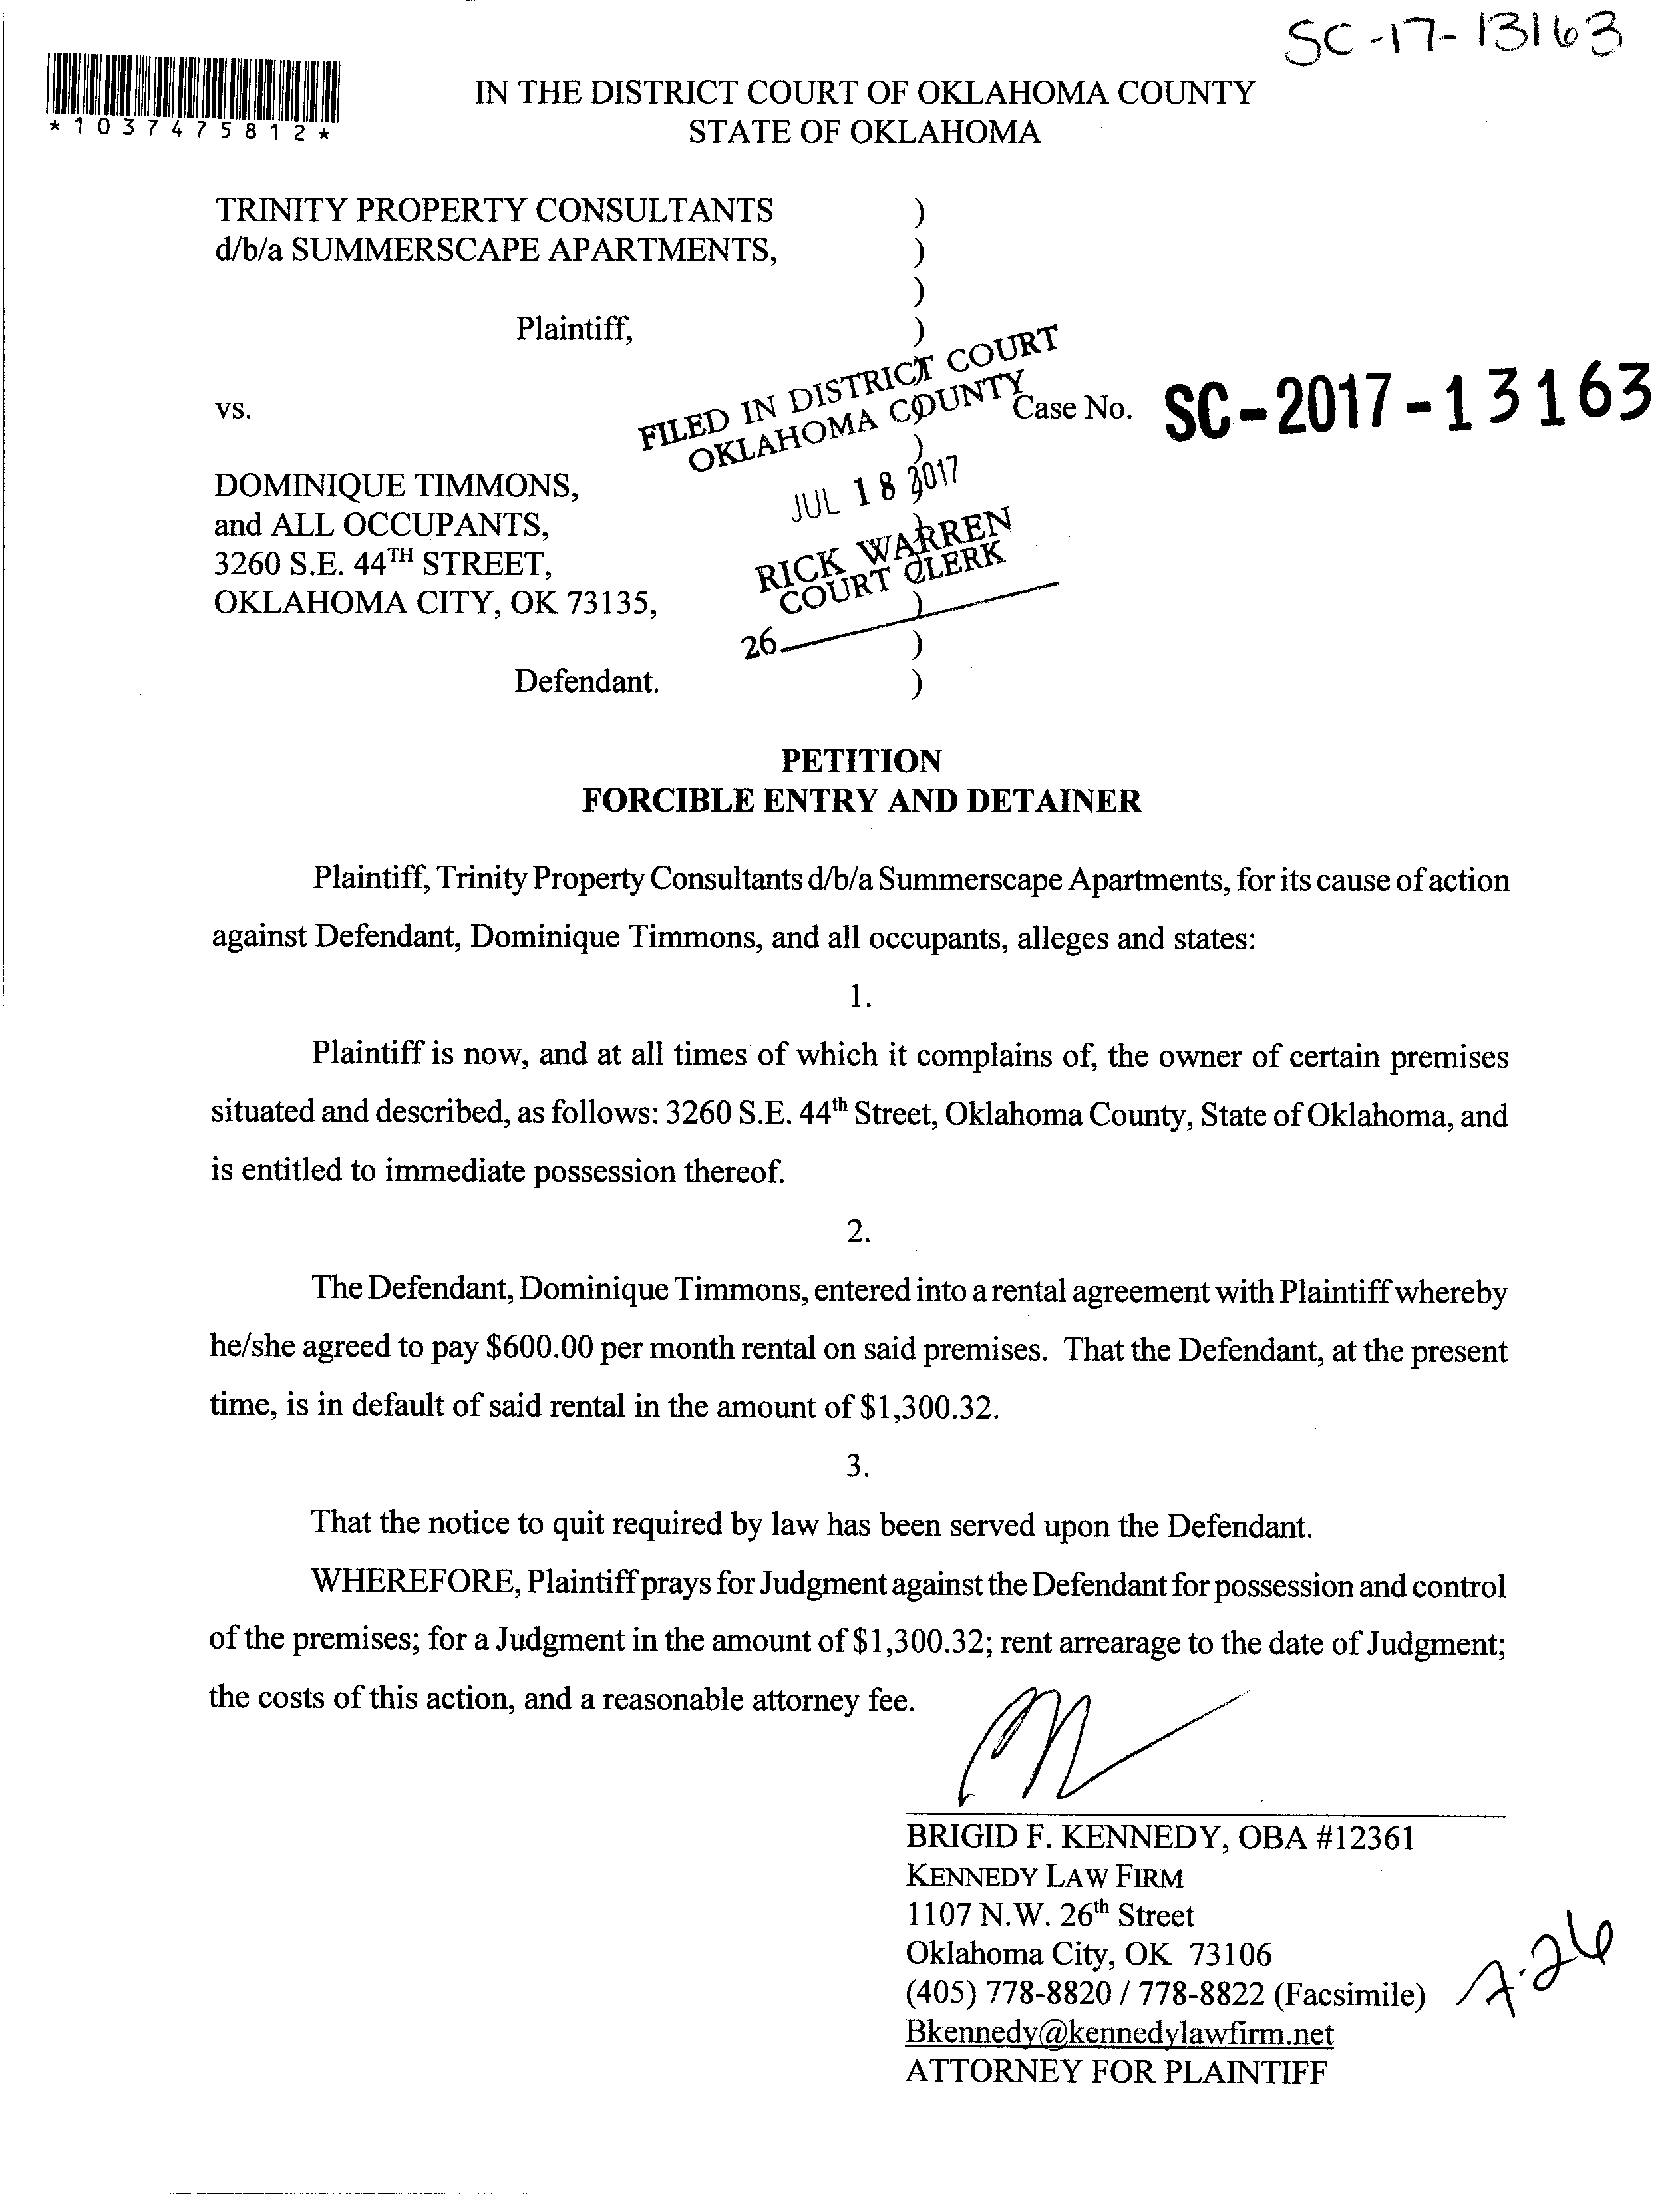 SC-17-13163
*1037475812*
IN THE DISTRICT COURT OF OKLAHOMA COUNTY
STATE OF OKLAHOMA
TRINITY PROPERTY CONSULTANTS )
d/b/a SUMMERSCAPE APARTMENTS, )
)
Plaintiff, )
vs.
FILED IN DISTRICT COURT
OKLAHOMA COUNTY
Case No. SC-2017-13163
)
DOMINIQUE TIMMONS,
and ALL OCCUPANTS,
3260 S.E. 44TH STREET,
OKLAHOMA CITY, OK 73135,
JUL 18 2017
RICK WARREN
COURT CLERK
26
)
Defendant. )
PETITION
FORCIBLE ENTRY AND DETAINER
Plaintiff, Trinity Property Consultants d/b/a Summerscape Apartments, for its cause of action
against Defendant, Dominique Timmons, and all occupants, alleges and states:
1.
Plaintiff is now, and at all times of which it complains of, the owner of certain premises
situated and described, as follows: 3260 S.E. 44th Street, Oklahoma County, State of Oklahoma, and
is entitled to immediate possession thereof.
2.
The Defendant, Dominique Timmons, entered into a rental agreement with Plaintiff whereby
he/she agreed to pay $600.00 per month rental on said premises. That the Defendant, at the present
time, is in default of said rental in the amount of $1,300.32.
3.
That the notice to quit required by law has been served upon the Defendant.
WHEREFORE, Plaintiff prays for Judgment against the Defendant for possession and control
of the premises; for a Judgment in the amount of $1,300.32; rent arrearage to the date of Judgment;
the costs of this action, and a reasonable attorney fee.
BRIGID F. KENNEDY, OBA #12361
KENNEDY LAW FIRM
1107 N.W. 26th Street
Oklahoma City, OK 73106
(405) 778-8820 / 778-8822 (Facsimile)
Bkennedy@kennedylawfirm.net
ATTORNEY FOR PLAINTIFF
7.26